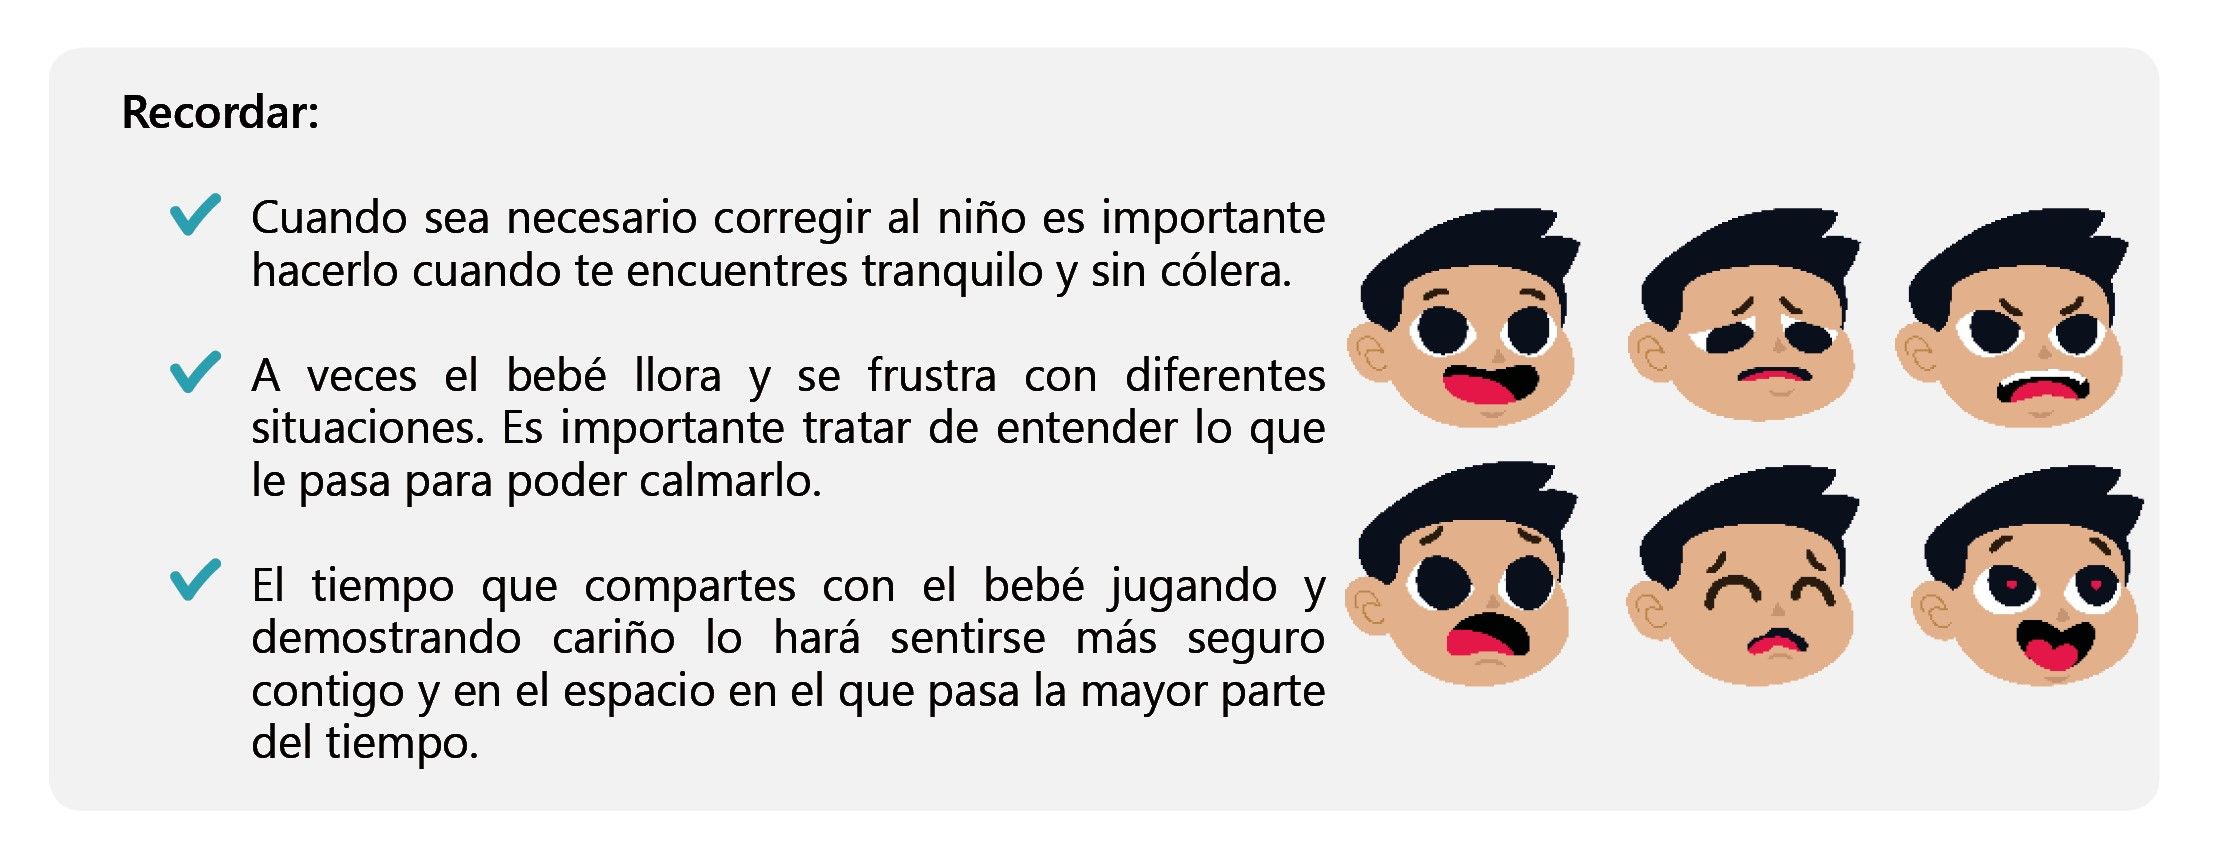 Recordar:
Cuando sea necesario corregir al niño es importante
hacerlo cuando te encuentres tranquilo y sin cólera.
A veces el bebé llora y se frustra con diferentes
situaciones. Es importante tratar de entender lo que
le pasa para poder calmarlo.
El tiempo que compartes con el bebé jugando y
demostrando cariño lo hará sentirse más seguro
contigo y en el espacio en el que pasa la mayor parte
del tiempo.